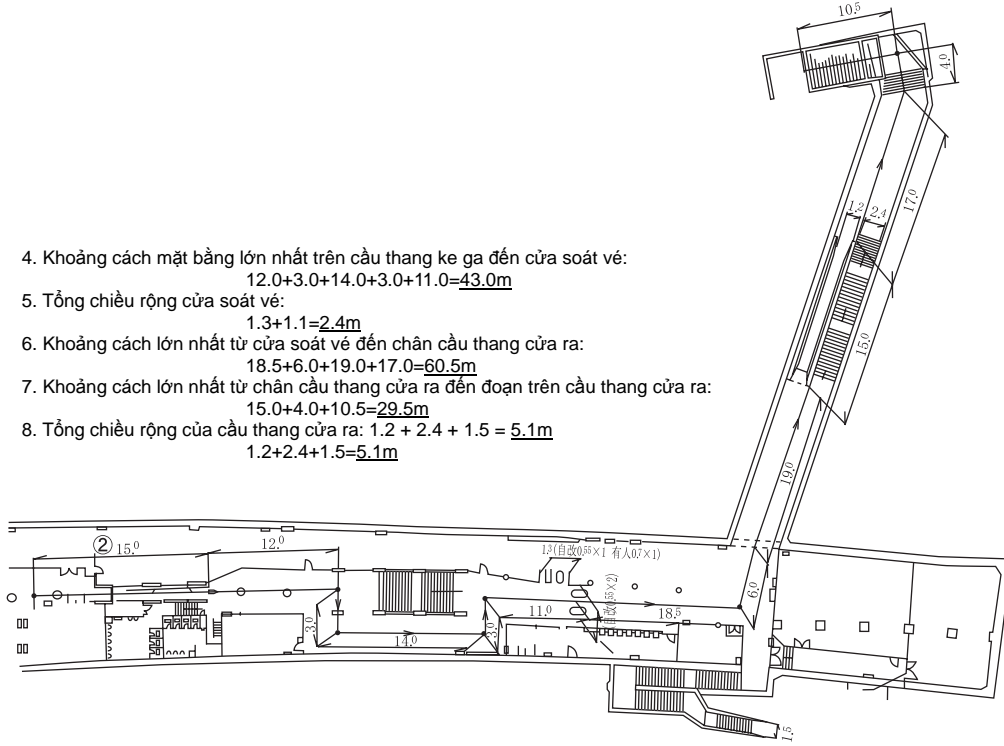 10.⁵
4.⁰
17.⁰
1.2
2.4
15.⁰
4. Khoảng cách mặt bằng lớn nhất trên cầu thang ke ga đến cửa soát vé:
12.0+3.0+14.0+3.0+11.0=43.0m
5. Tổng chiều rộng cửa soát vé:
1.3+1.1=2.4m
6. Khoảng cách lớn nhất từ cửa soát vé đến chân cầu thang cửa ra:
18.5+6.0+19.0+17.0=60.5m
7. Khoảng cách lớn nhất từ chân cầu thang cửa ra đến đoạn trên cầu thang cửa ra:
15.0+4.0+10.5=29.5m
8. Tổng chiều rộng của cầu thang cửa ra: 1.2 + 2.4 + 1.5 = 5.1m
1.2+2.4+1.5=5.1m
19.⁰
②
15.⁰
12.⁰
1.3(自改0.55×1 有人0.7×1)
(自改0.55×2)
6.⁰
11.⁰
18.⁵
3.⁰
3.⁰
14.⁰
1.5